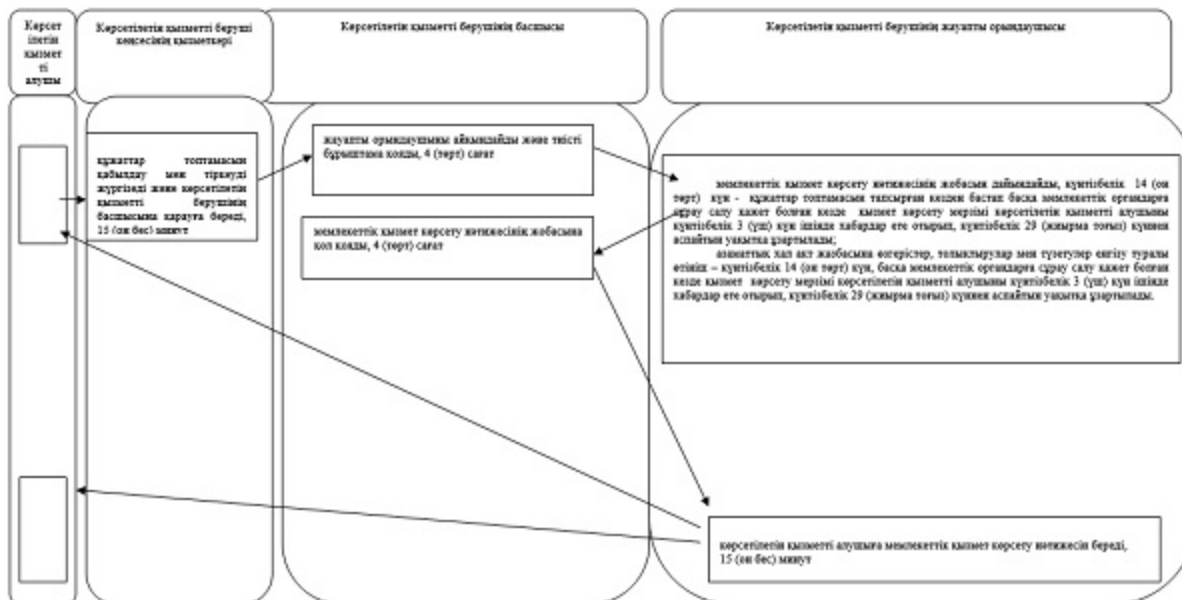 Көрсет
ілетін
қызмет
ті
алушы
Көрсетілетін қызметті беруші
кеңсесінің қызметкері
Көрсетілетін қызметті берушінің басшысы
Көрсетілетін қызметті берушінің жауапты орындаушысы
құжаттар топтамасын
қабылдау мен тіркеуді
жүргізеді және көрсетілетін
қызметті берушінің
басшысына қарауға береді,
15 (он бес) минут
жауапты орындаушыны айқындайды және тиісті
бұрыштама қояды, 4 (төрт) сағат
мемлекеттік қызмет көрсету нәтижесінің жобасына
қол қояды, 4 (төрт) сағат
мемлекеттік қызмет көрсету нәтижесінің жобасын дайындайды, күнтізбелік 14 (он
төрт) күн - құжаттар топтамасын тапсырған кезден бастап басқа мемлекеттік органдарға
сұрау салу қажет болған кезде қызмет көрсету мерзімі көрсетілетін қызметті алушыны
күнтізбелік 3 (үш) күн ішінде хабардар ете отырып, күнтізбелік 29 (жиырма тоғыз) күннен
аспайтын уақытқа ұзартылады;
азаматтық хал акт жазбасына өзгерістер, толықтырулар мен түзетулер енгізу туралы
өтініш – күнтізбелік 14 (он төрт) күн, басқа мемлекеттік органдарға сұрау салу қажет болған
кезде қызмет көрсету мерзімі көрсетілетін қызметті алушыны күнтізбелік 3 (үш) күн ішінде
хабардар ете отырып, күнтізбелік 29 (жиырма тоғыз) күннен аспайтын уақытқа ұзартылады.
көрсетілетін қызметті алушыға мемлекеттік қызмет көрсету нәтижесін береді,
15 (он бес) минут